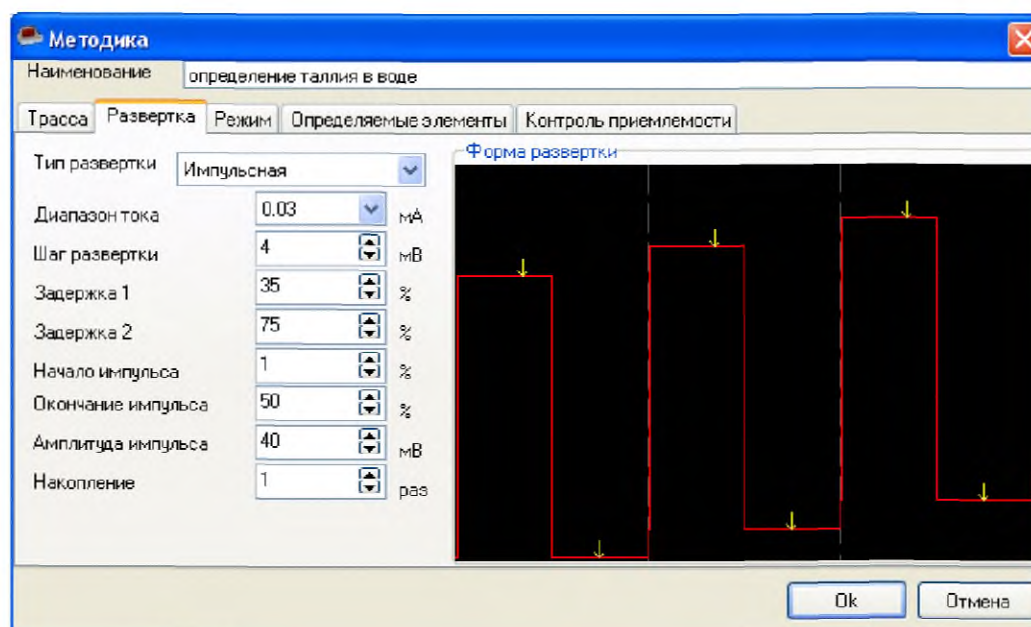 Методика
Наименование определение таллия в воде
Трасса Развертка Режим Определяемые элементы Контроль приемлемости
Тип развертки Импульсная
Форма развертки
Диапазон тока 0.03 мА
Шаг развертки 4 мВ
Задержка 1 35 %
Задержка 2 75 %
Начало импульса 1 %
Окончание импульса 50 %
Амплитуда импульса 40 мВ
Накопление 1 раз
Ok Отмена